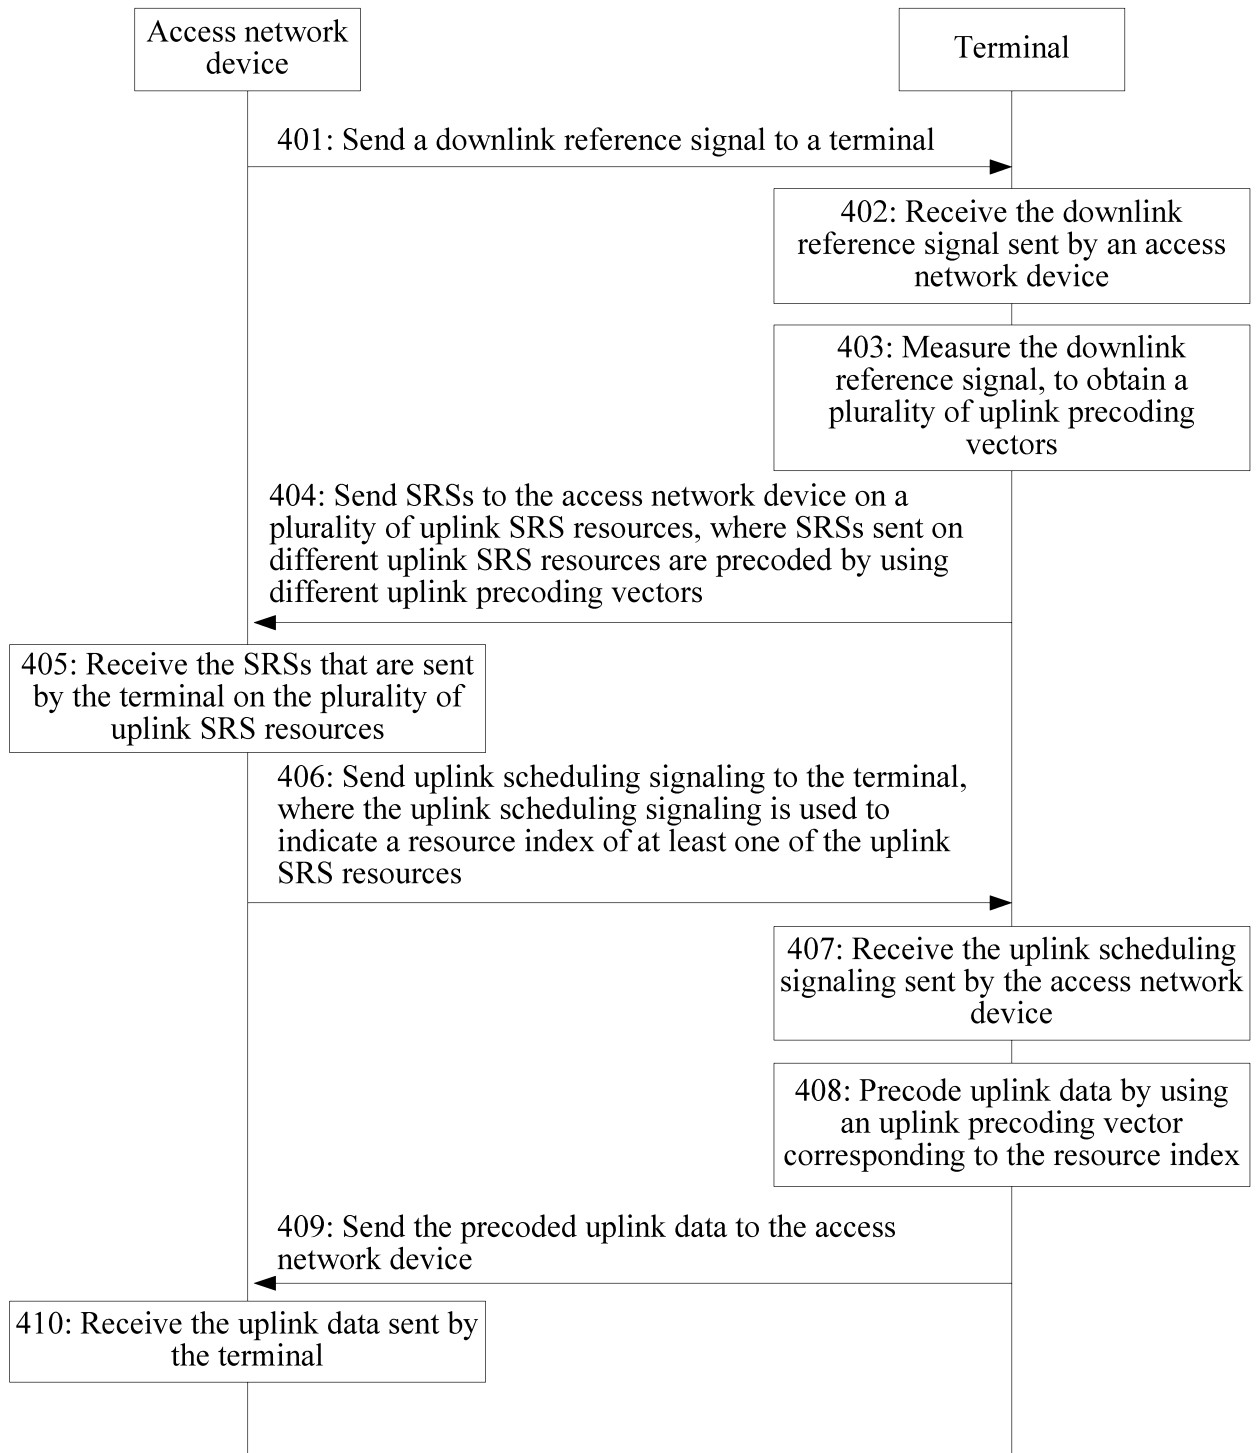 Access network
device
Terminal
401: Send a downlink reference signal to a terminal
402: Receive the downlink
reference signal sent by an access
network device
403: Measure the downlink
reference signal, to obtain a
plurality of uplink precoding
vectors
404: Send SRSs to the access network device on a
plurality of uplink SRS resources, where SRSs sent on
different uplink SRS resources are precoded by using
different uplink precoding vectors
405: Receive the SRSs that are sent
by the terminal on the plurality of
uplink SRS resources
406: Send uplink scheduling signaling to the terminal,
where the uplink scheduling signaling is used to
indicate a resource index of at least one of the uplink
SRS resources
407: Receive the uplink scheduling
signaling sent by the access network
device
408: Precode uplink data by using
an uplink precoding vector
corresponding to the resource index
409: Send the precoded uplink data to the access
network device
410: Receive the uplink data sent by
the terminal